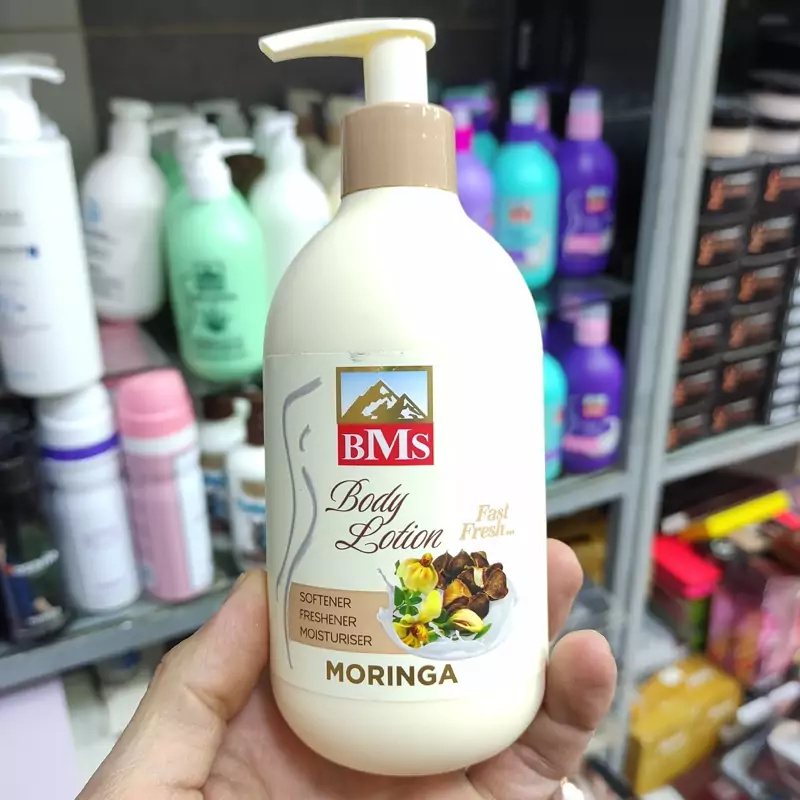 BMS
Body
Lotion
Fast
Fresh...
SOFTENER
FRESHENER
MOISTURISER
MORINGA